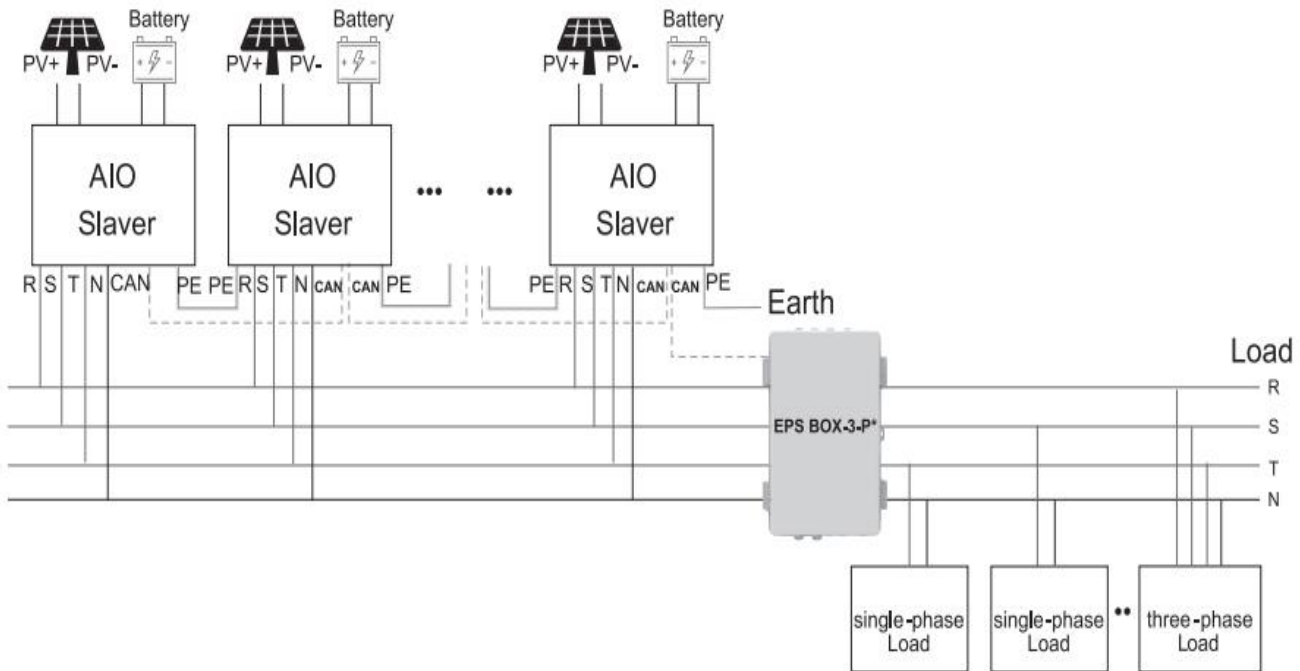 Battery Battery Battery
PV+ PV- PV+ PV- PV+ PV-
+ - + - + -
AIO AIO ••• ••• AIO
Slaver Slaver Slaver
R S T N CAN PE PE R S T N CAN CAN PE PE R S T N CAN CAN PE
Earth
Load
R
EPS BOX-3-P* S
T
N
single-phase single-phase •• three-phase
Load Load Load